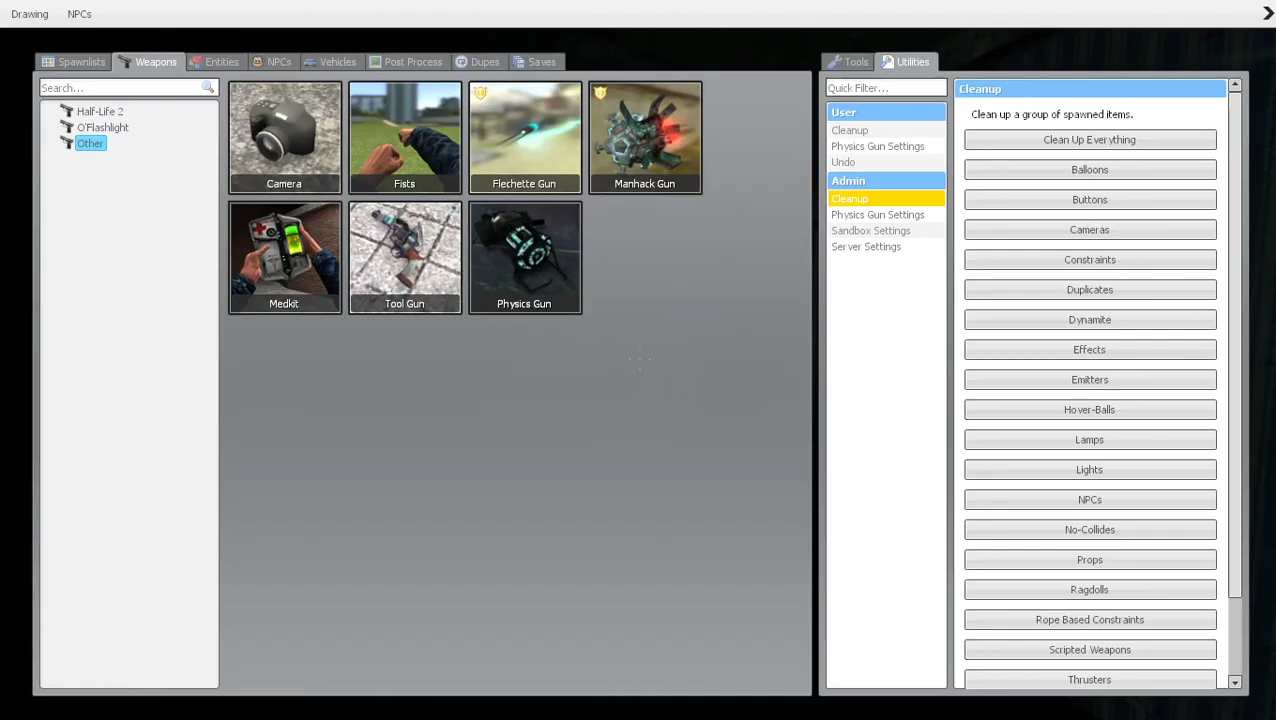 Drawing NPCs
Spawnlists Weapons Entities NPCs Vehicles Post Process Dupes Saves
Search...
Half-Life 2
O'Flashlight
Other
Camera Fists Flechette Gun Manhack Gun
Medkit Tool Gun Physics Gun
Tools Utilities
Quick Filter...
User
Cleanup
Physics Gun Settings
Undo
Admin
Cleanup
Physics Gun Settings
Sandbox Settings
Server Settings
Cleanup
Clean up a group of spawned items.
Clean Up Everything
Balloons
Buttons
Cameras
Constraints
Duplicates
Dynamite
Effects
Emitters
Hover-Balls
Lamps
Lights
NPCs
No-Collides
Props
Ragdolls
Rope Based Constraints
Scripted Weapons
Thrusters